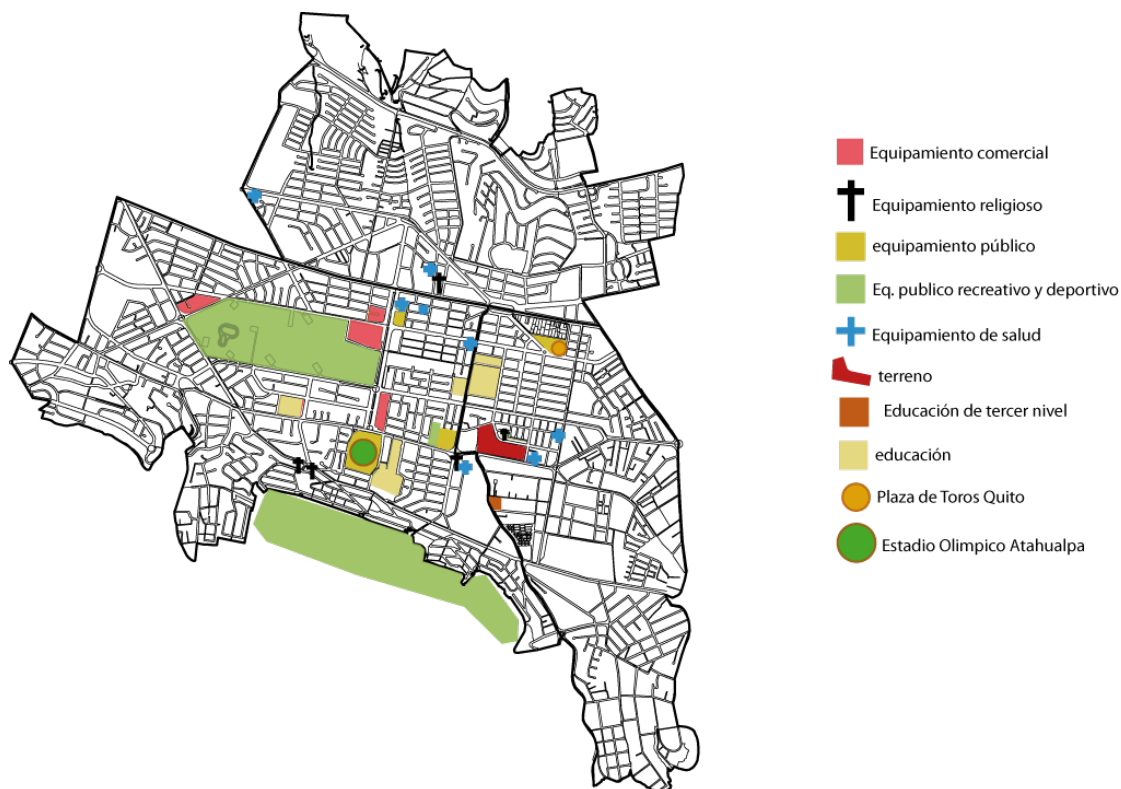 Equipamiento comercial
Equipamiento religioso
equipamiento público
Eq. publico recreativo y deportivo
Equipamiento de salud
terreno
Educación de tercer nivel
educación
Plaza de Toros Quito
Estadio Olimpico Atahualpa